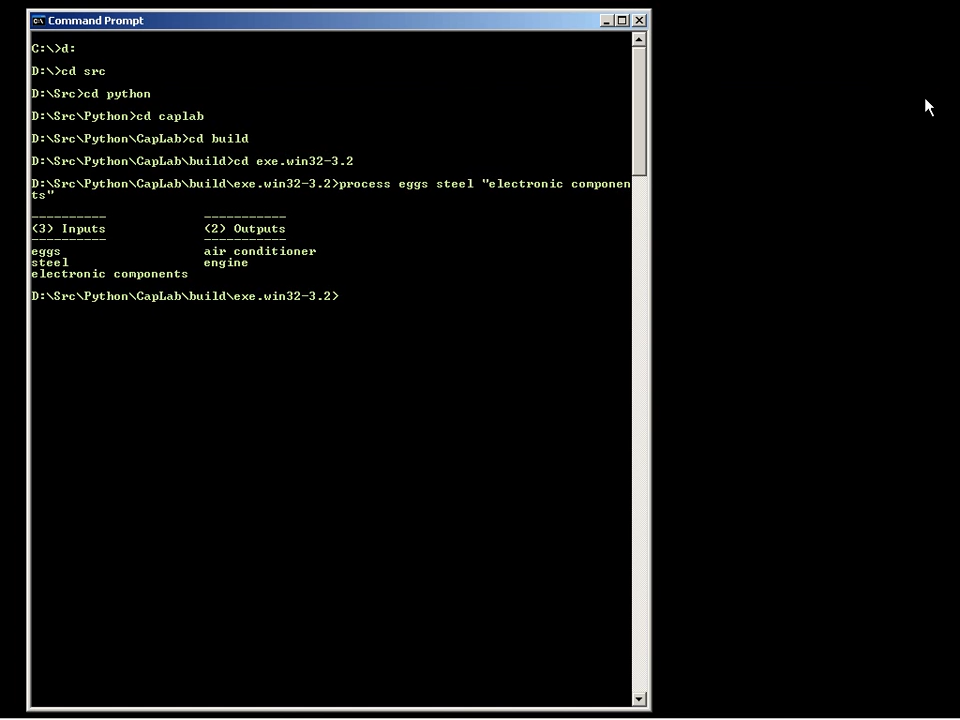 Command Prompt
C:\>d:
D:\>cd src
D:\Src>cd python
D:\Src\Python>cd caplab
D:\Src\Python\CapLab>cd build
D:\Src\Python\CapLab\build>cd exe.win32-3.2
D:\Src\Python\CapLab\build\exe.win32-3.2>process eggs steel "electronic componen
ts"
---------- -----------
(3) Inputs (2) Outputs
---------- -----------
eggs air conditioner
steel engine
electronic components
D:\Src\Python\CapLab\build\exe.win32-3.2>